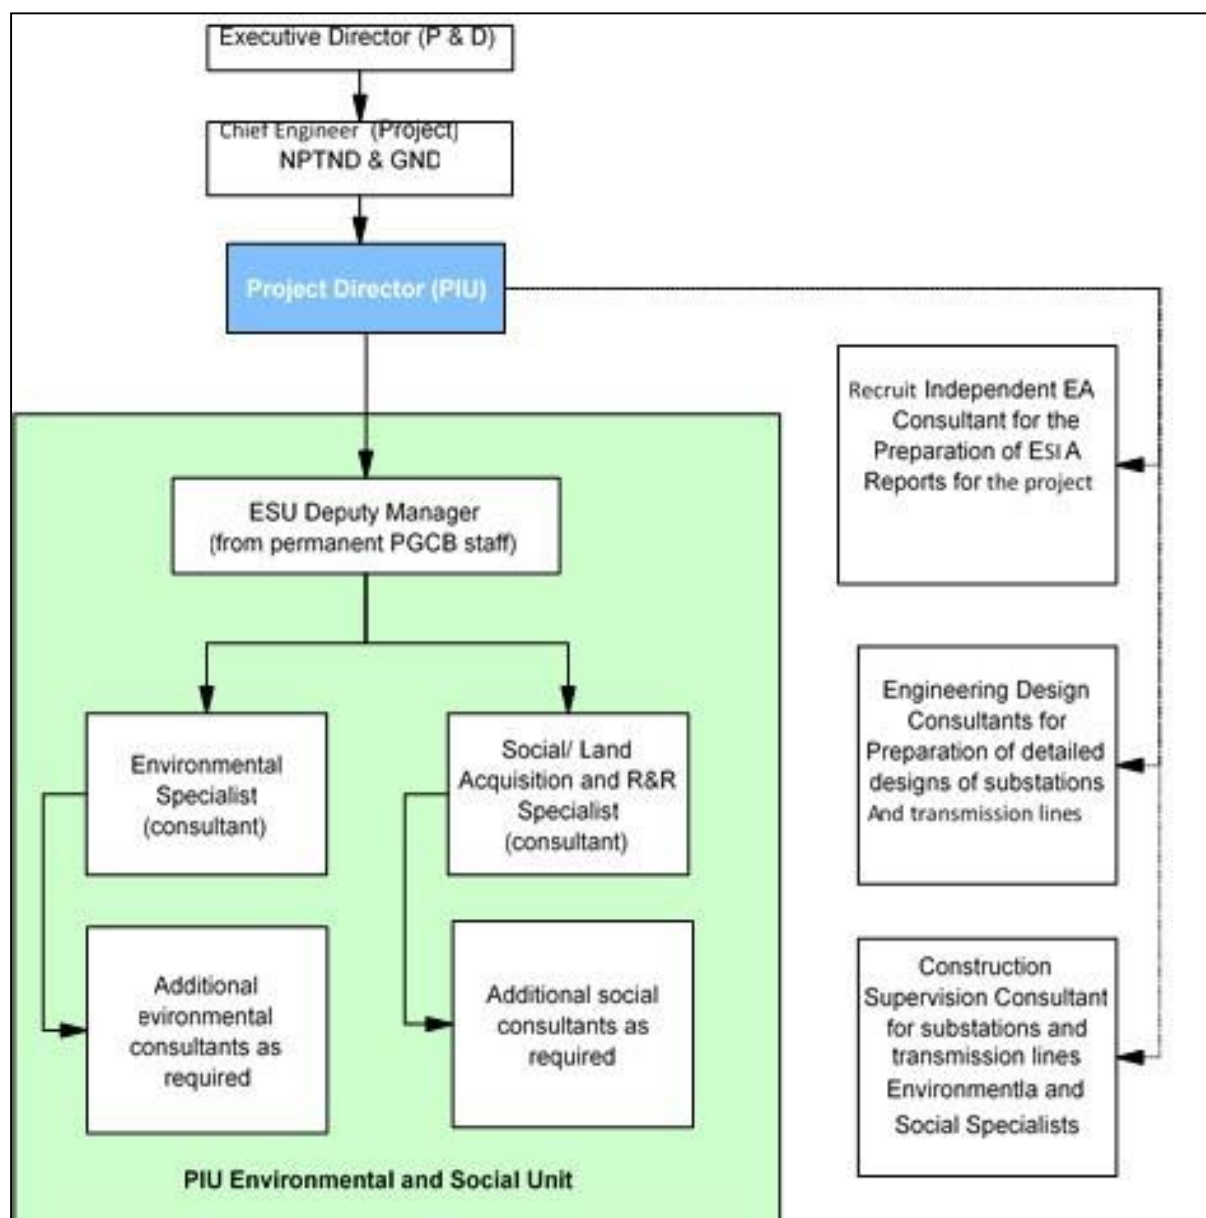 Executive Director (P & D)
Chief Engineer (Project)
NPTND & GND
Project Director (PIU)
Recruit Independent EA
Consultant for the
Preparation of ESI A
Reports for the project
ESU Deputy Manager
(from permanent PGCB staff)
Engineering Design
Consultants for
Preparation of detailed
designs of substations
And transmission lines
Environmental
Specialist
(consultant)
Social/ Land
Acquisition and R&R
Specialist
(consultant)
Additional
evironmental
consultants as
required
Additional social
consultants as
required
Construction
Supervision Consultant
for substations and
transmission lines
Environmentla and
Social Specialists
PIU Environmental and Social Unit